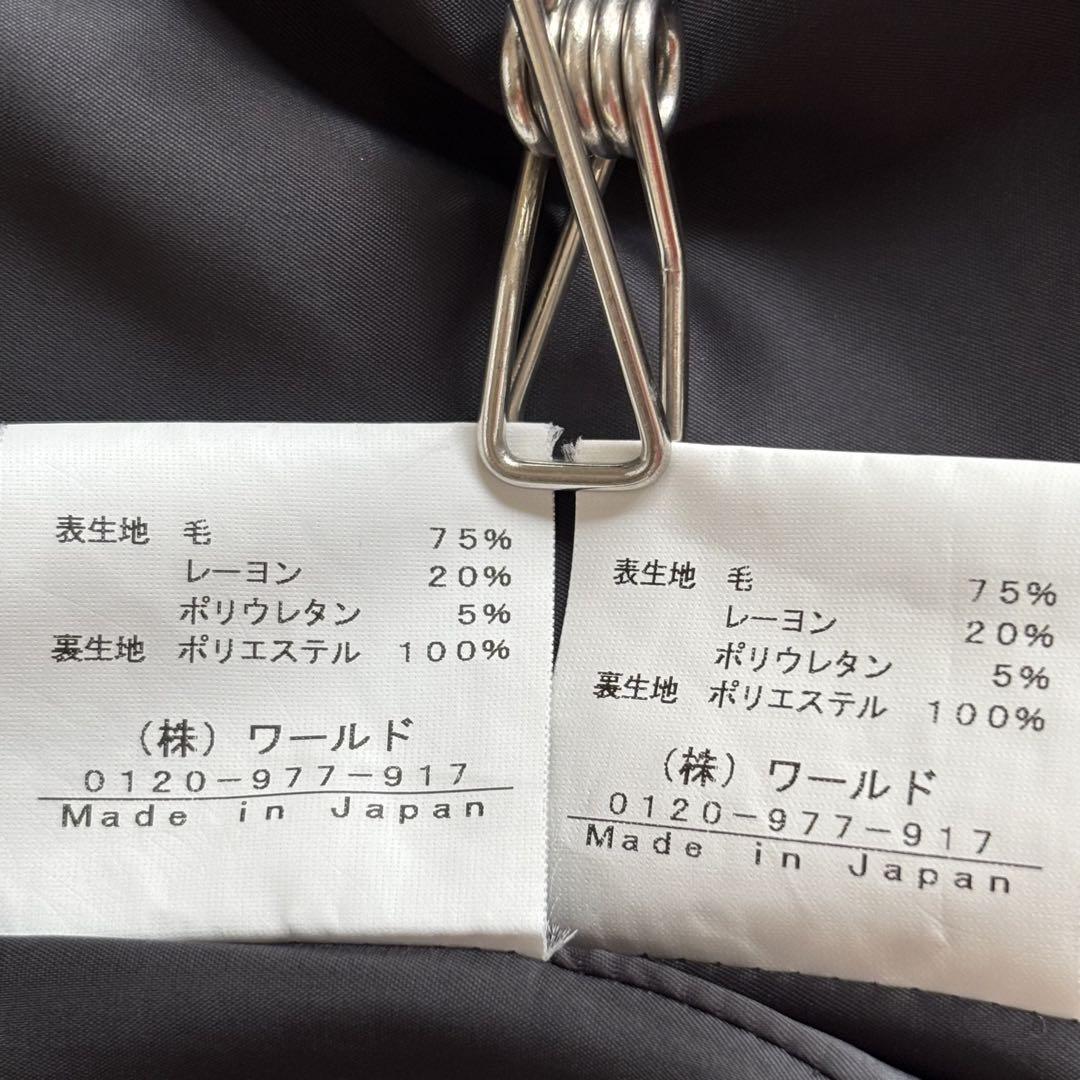 表生地 毛 75%
レーヨン 20%
ポリウレタン 5%
裏生地 ポリエステル 100%
(株) ワールド
0120-977-917
Made in Japan
表生地 毛 75%
レーヨン 20%
ポリウレタン 5%
裏生地 ポリエステル 100%
(株) ワールド
0120-977-917
Made in Japan